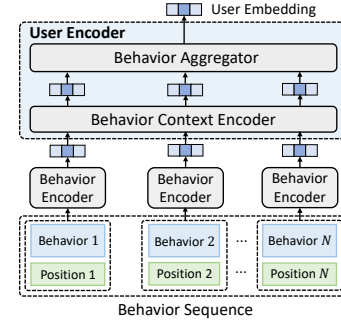 User Embedding
User Encoder
Behavior Aggregator
Behavior Context Encoder
Behavior Encoder
Behavior Encoder
Behavior Encoder
Behavior 1
Behavior 2
...
Behavior N
Position 1
Position 2
...
Position N
Behavior Sequence